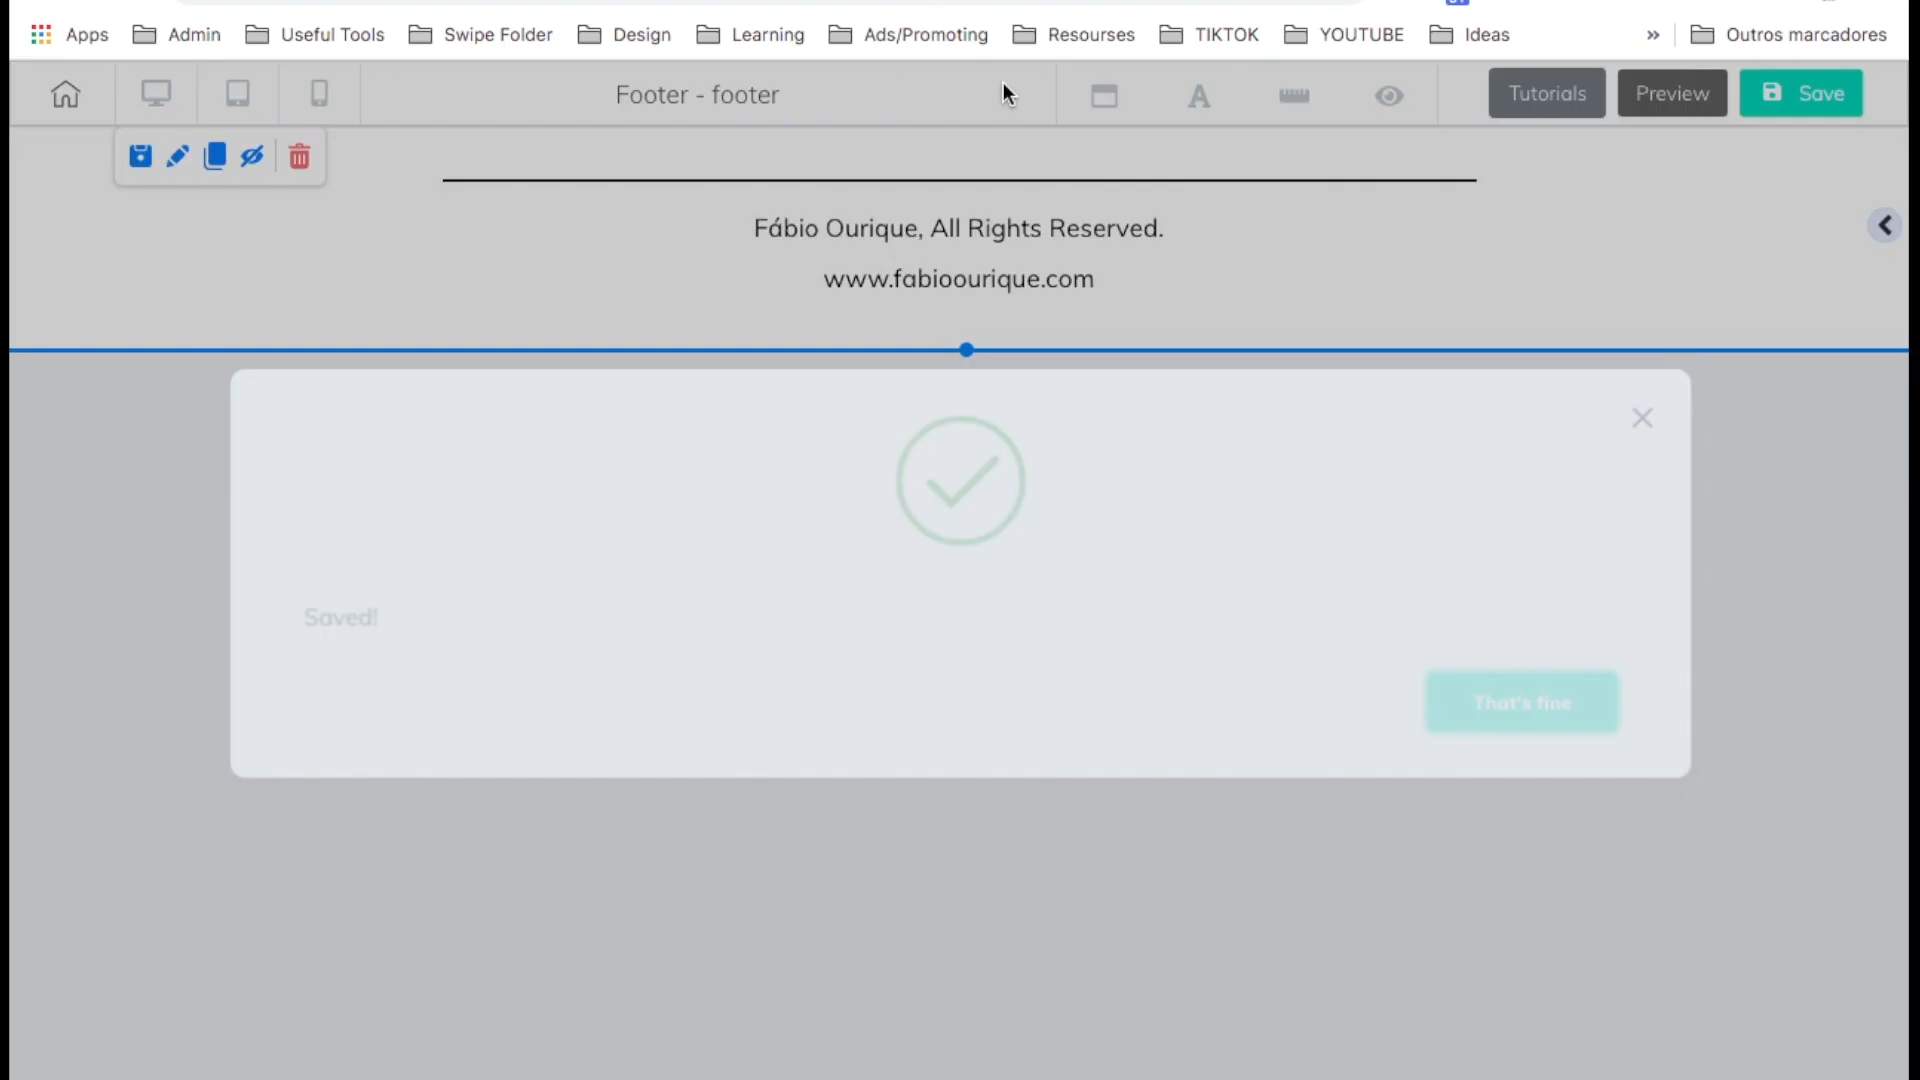 Apps Admin Useful Tools Swipe Folder Design Learning Ads/Promoting Resourses TIKTOK YOUTUBE Ideas » Outros marcadores
Footer - footer Tutorials Preview Save
Fábio Ourique, All Rights Reserved.
www.fabioourique.com
Saved!
That's fine